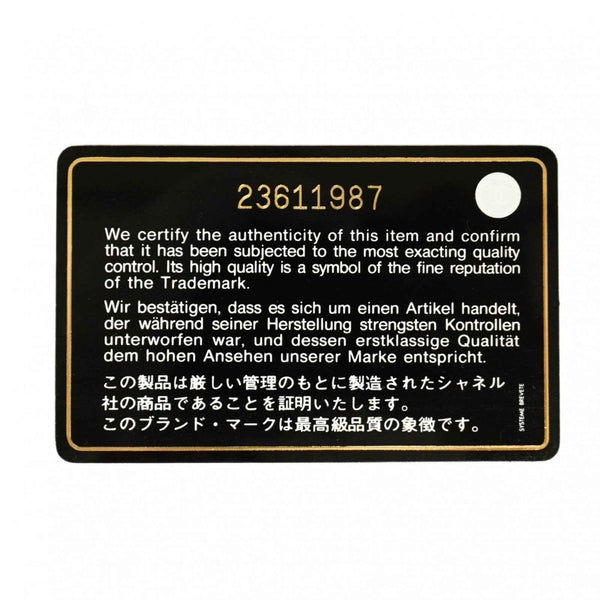 23611987
We certify the authenticity of this item and confirm
that it has been subjected to the most exacting quality
control. Its high quality is a symbol of the fine reputation
of the Trademark.
Wir bestätigen, dass es sich um einen Artikel handelt,
der während seiner Herstellung strengsten Kontrollen
unterworfen war, und dessen erstklassige Qualität
dem hohen Ansehen unserer Marke entspricht.
この製品は厳しい管理のもとに製造されたシャネル
社の商品であることを証明いたします。
このブランド・マークは最高級品質の象徴です。
SYSTEME BREVETE